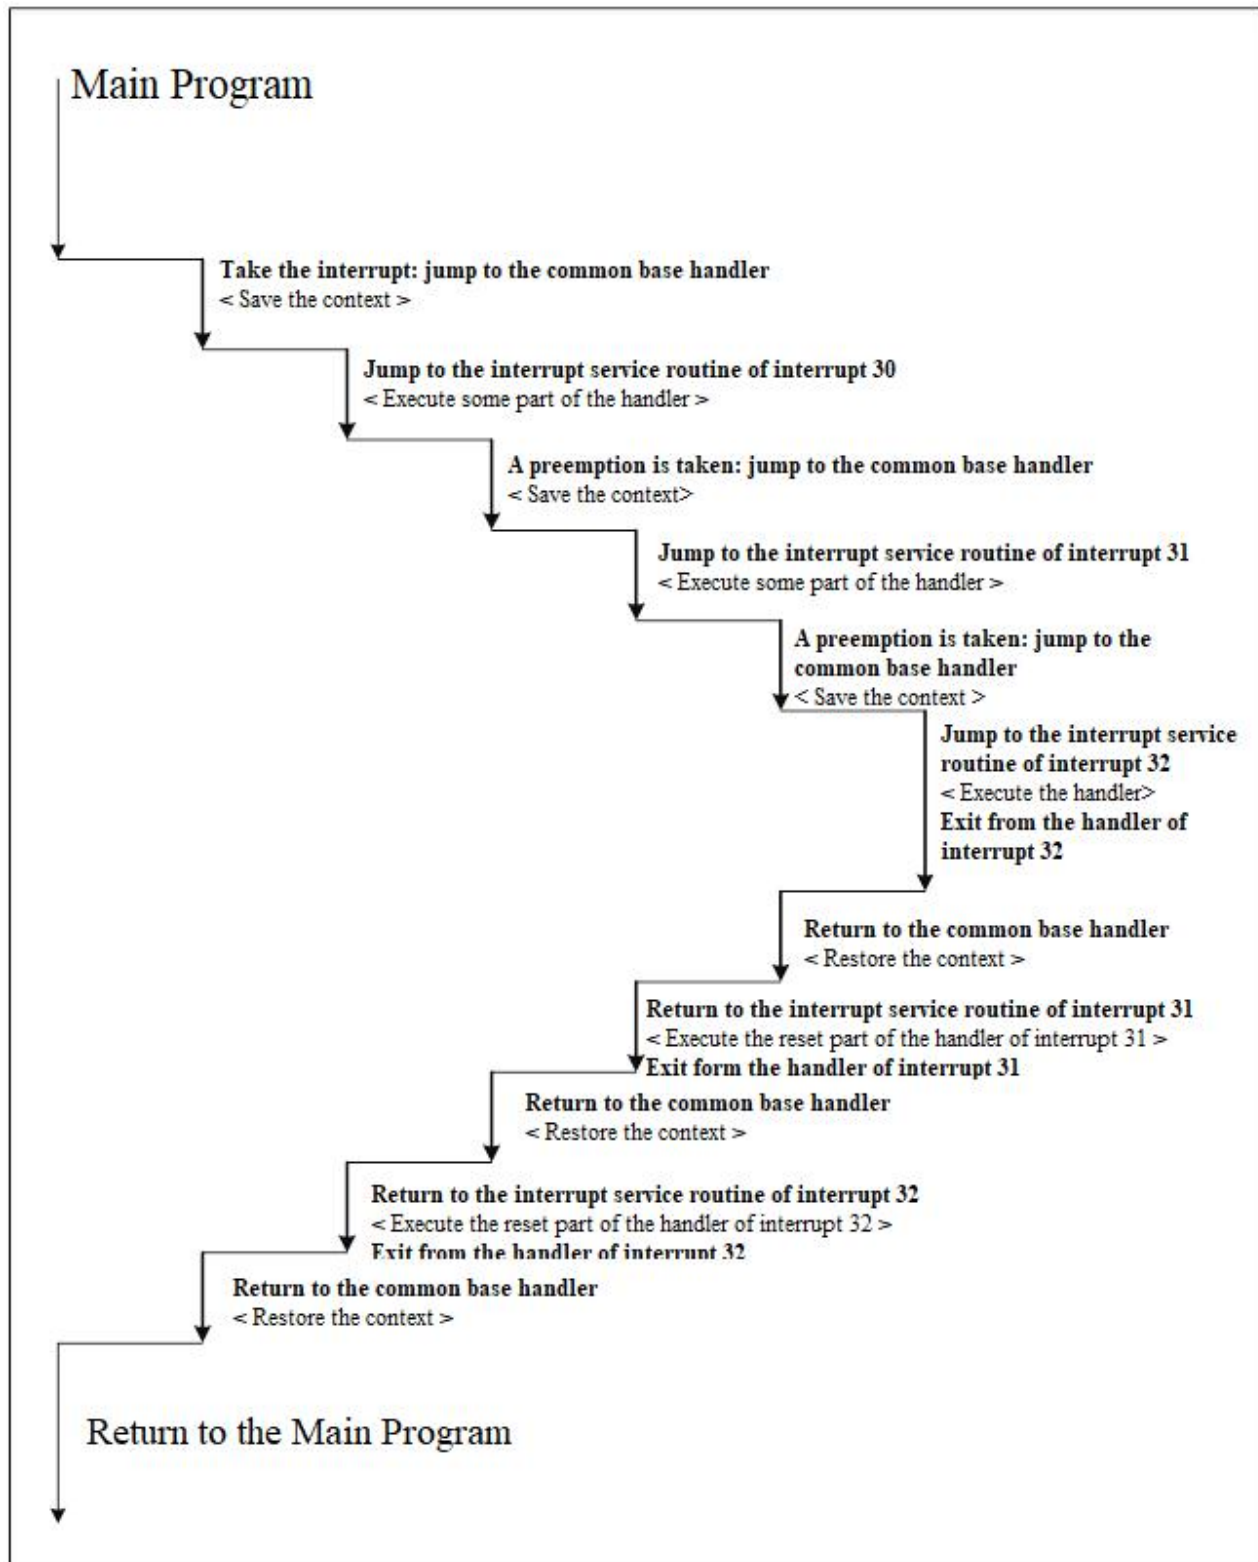 Main Program
Take the interrupt: jump to the common base handler
< Save the context >
Jump to the interrupt service routine of interrupt 30
< Execute some part of the handler >
A preemption is taken: jump to the common base handler
< Save the context>
Jump to the interrupt service routine of interrupt 31
< Execute some part of the handler >
A preemption is taken: jump to the
common base handler
< Save the context >
Jump to the interrupt service
routine of interrupt 32
< Execute the handler>
Exit from the handler of
interrupt 32
Return to the common base handler
< Restore the context >
Return to the interrupt service routine of interrupt 31
< Execute the reset part of the handler of interrupt 31 >
Exit form the handler of interrupt 31
Return to the common base handler
< Restore the context >
Return to the interrupt service routine of interrupt 32
< Execute the reset part of the handler of interrupt 32 >
Exit from the handler of interrupt 32
Return to the common base handler
< Restore the context >
Return to the Main Program